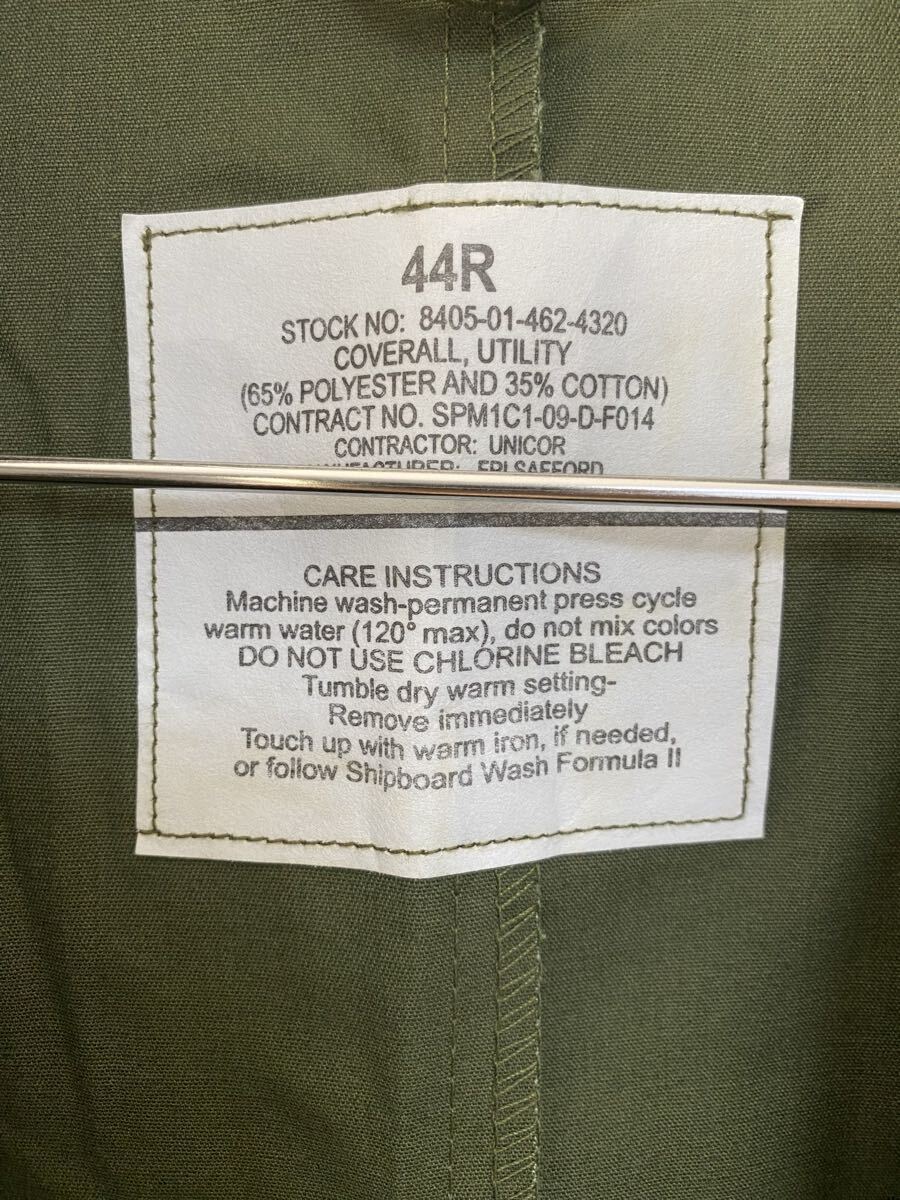 44R
STOCK NO: 8405-01-462-4320
COVERALL, UTILITY
(65% POLYESTER AND 35% COTTON)
CONTRACT NO. SPM1C1-09-D-F014
CONTRACTOR: UNICOR
MANUFACTURER: FPI SAFFORD
CARE INSTRUCTIONS
Machine wash-permanent press cycle
warm water (120° max), do not mix colors
DO NOT USE CHLORINE BLEACH
Tumble dry warm setting-
Remove immediately
Touch up with warm iron, if needed,
or follow Shipboard Wash Formula II